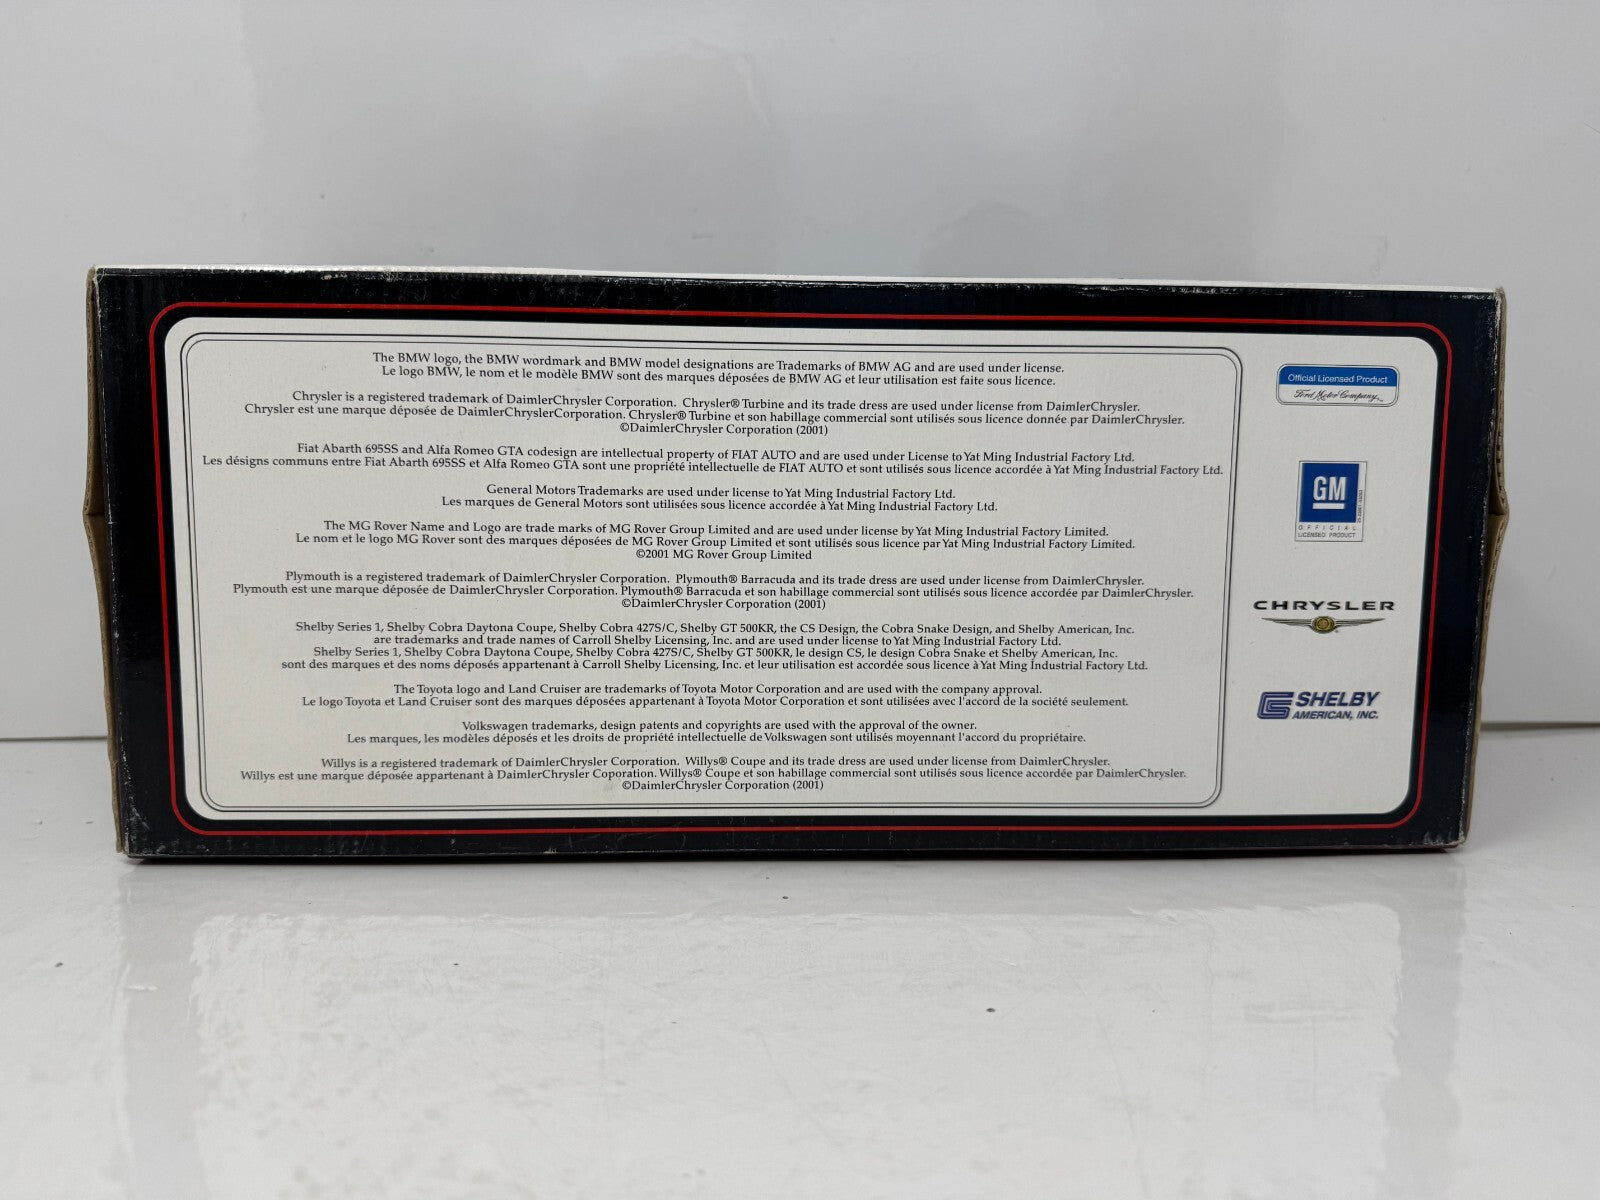 The BMW logo, the BMW wordmark and BMW model designations are Trademarks of BMW AG and are used under license.
Le logo BMW, le nom et le modèle BMW sont des marques déposées de BMW AG et leur utilisation est faite sous licence.
Chrysler is a registered trademark of DaimlerChrysler Corporation. Chrysler® Turbine and its trade dress are used under license from DaimlerChrysler.
Chrysler est une marque déposée de DaimlerChryslerCorporation. Chrysler® Turbine et son habillage commercial sont utilisés sous licence donnée par DaimlerChrysler.
©DaimlerChrysler Corporation (2001)
Fiat Abarth 695SS and Alfa Romeo GTA codesign are intellectual property of FIAT AUTO and are used under License to Yat Ming Industrial Factory Ltd.
Les désigns communs entre Fiat Abarth 695SS et Alfa Romeo GTA sont une propriété intellectuelle de FIAT AUTO et sont utilisés sous licence accordée à Yat Ming Industrial Factory Ltd.
General Motors Trademarks are used under license to Yat Ming Industrial Factory Ltd.
Les marques de General Motors sont utilisées sous licence accordée à Yat Ming Industrial Factory Ltd.
The MG Rover Name and Logo are trade marks of MG Rover Group Limited and are used under license by Yat Ming Industrial Factory Limited.
Le nom et le logo MG Rover sont des marques déposées de MG Rover Group Limited et sont utilisés sous licence par Yat Ming Industrial Factory Limited.
©2001 MG Rover Group Limited
Plymouth is a registered trademark of DaimlerChrysler Corporation. Plymouth® Barracuda and its trade dress are used under license from DaimlerChrysler.
Plymouth est une marque déposée de DaimlerChrysler Corporation. Plymouth® Barracuda et son habillage commercial sont utilisés sous licence accordée par DaimlerChrysler.
©DaimlerChrysler Corporation (2001)
Shelby Series 1, Shelby Cobra Daytona Coupe, Shelby Cobra 427S/C, Shelby GT 500KR, the CS Design, the Cobra Snake Design, and Shelby American, Inc.
are trademarks and trade names of Carroll Shelby Licensing, Inc. and are used under license to Yat Ming Industrial Factory Ltd.
Shelby Series 1, Shelby Cobra Daytona Coupe, Shelby Cobra 427S/C, Shelby GT 500KR, le design CS, le design Cobra Snake et Shelby American, Inc.
sont des marques et des noms déposés appartenant à Carroll Shelby Licensing, Inc. et leur utilisation est accordée sous licence à Yat Ming Industrial Factory Ltd.
The Toyota logo and Land Cruiser are trademarks of Toyota Motor Corporation and are used with the company approval.
Le logo Toyota et Land Cruiser sont des marques déposées appartenant à Toyota Motor Corporation et sont utilisées avec l'accord de la société seulement.
Volkswagen trademarks, design patents and copyrights are used with the approval of the owner.
Les marques, les modèles déposés et les droits de propriété intellectuelle de Volkswagen sont utilisés moyennant l'accord du propriétaire.
Willys is a registered trademark of DaimlerChrysler Corporation. Willys® Coupe and its trade dress are used under license from DaimlerChrysler.
Willys est une marque déposée appartenant à DaimlerChrysler Coporation. Willys® Coupe et son habillage commercial sont utilisés sous licence accordée par DaimlerChrysler.
©DaimlerChrysler Corporation (2001)
Official Licensed Product
Ford Motor Company
GM
OFFICIAL
LICENSED PRODUCT
CHRYSLER
SHELBY
AMERICAN, INC.